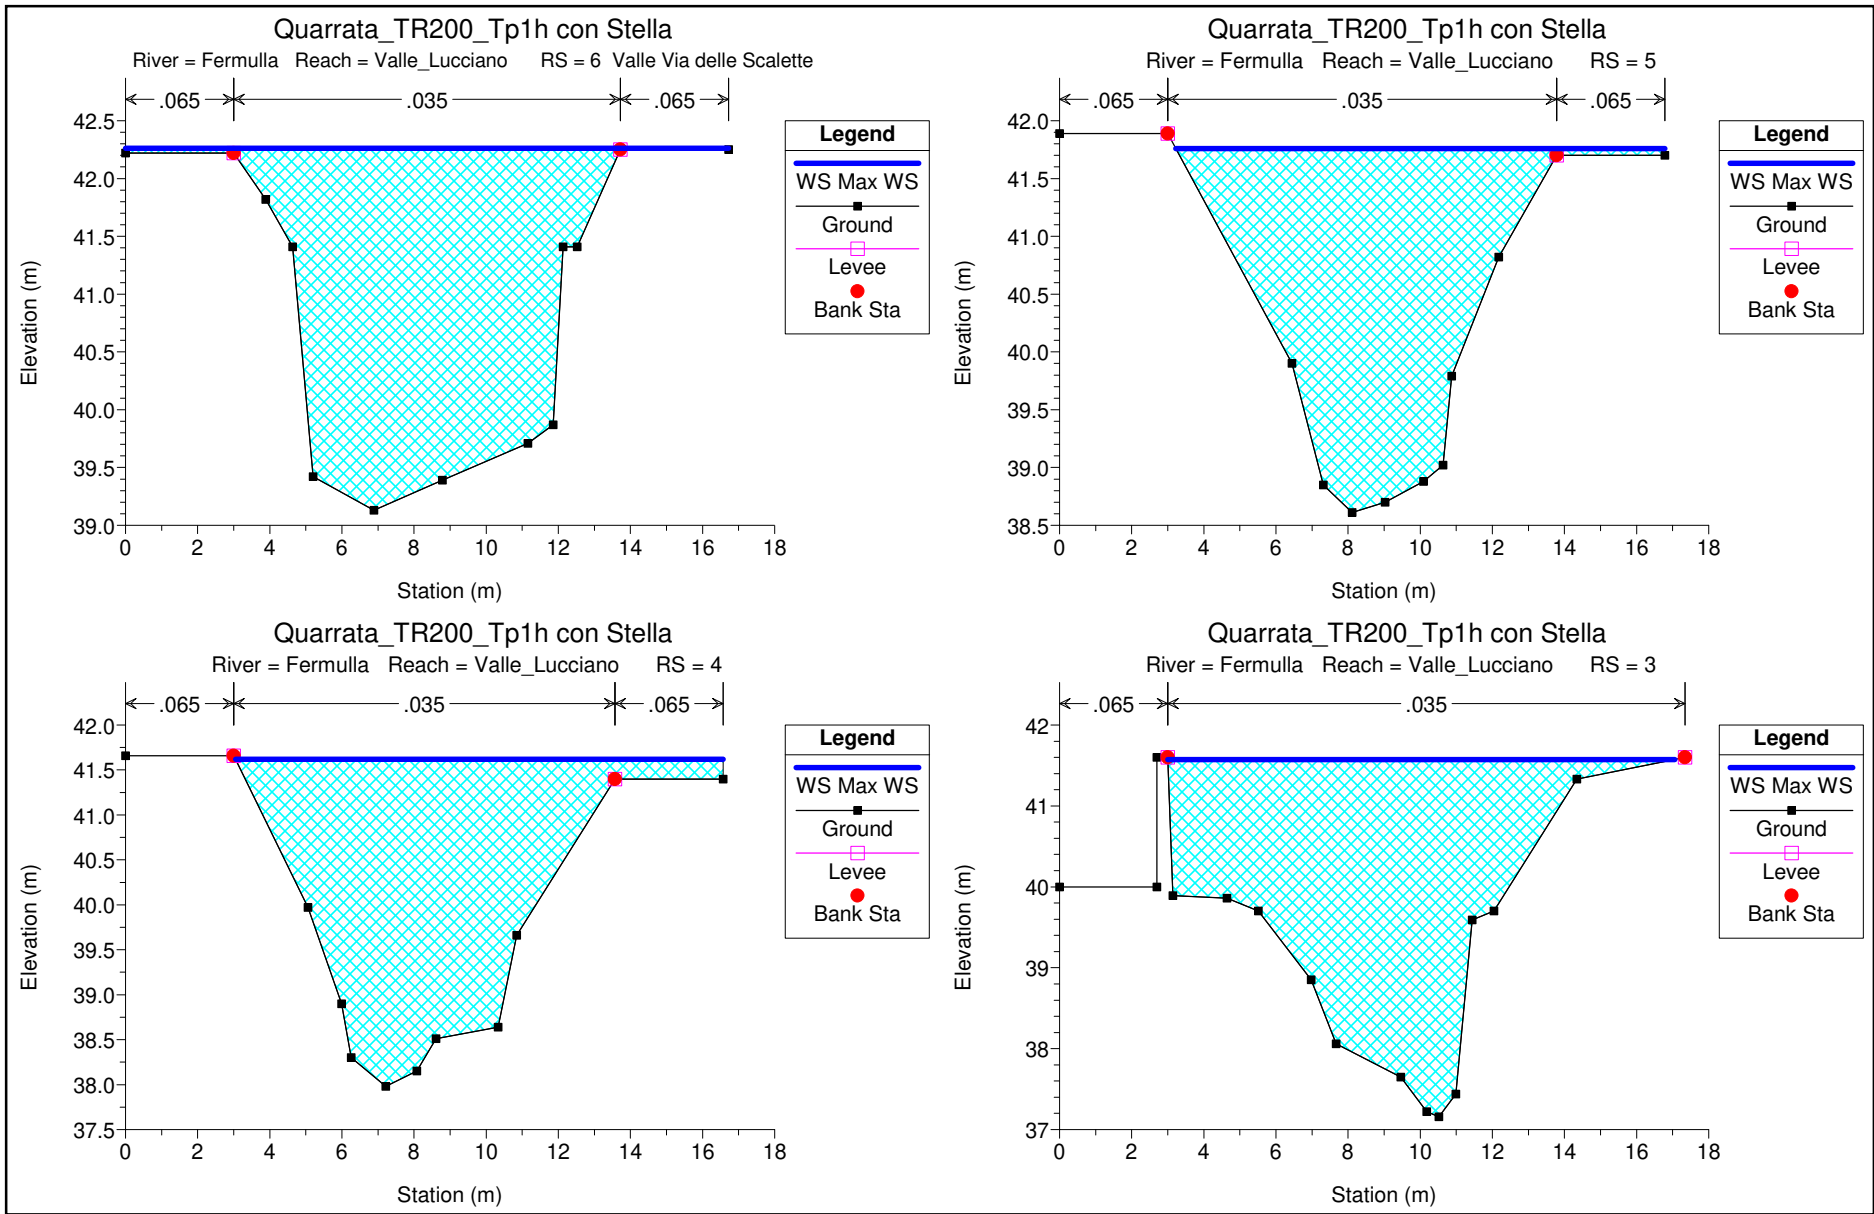 Quarrata_TR200_Tp1h con Stella
River = Fermulla Reach = Valle_Lucciano RS = 6 Valle Via delle Scalette
.065 .035 .065
42.5
42.0
41.5
41.0
40.5
40.0
39.5
39.0
Elevation (m)
0 2 4 6 8 10 12 14 16 18
Station (m)
Legend
WS Max WS
Ground
Levee
Bank Sta
Quarrata_TR200_Tp1h con Stella
River = Fermulla Reach = Valle_Lucciano RS = 5
.065 .035 .065
42.0
41.5
41.0
40.5
40.0
39.5
39.0
38.5
Elevation (m)
0 2 4 6 8 10 12 14 16 18
Station (m)
Legend
WS Max WS
Ground
Levee
Bank Sta
Quarrata_TR200_Tp1h con Stella
River = Fermulla Reach = Valle_Lucciano RS = 4
.065 .035 .065
42.0
41.5
41.0
40.5
40.0
39.5
39.0
38.5
38.0
37.5
Elevation (m)
0 2 4 6 8 10 12 14 16 18
Station (m)
Legend
WS Max WS
Ground
Levee
Bank Sta
Quarrata_TR200_Tp1h con Stella
River = Fermulla Reach = Valle_Lucciano RS = 3
.065 .035
42
41
40
39
38
37
Elevation (m)
0 2 4 6 8 10 12 14 16 18
Station (m)
Legend
WS Max WS
Ground
Levee
Bank Sta